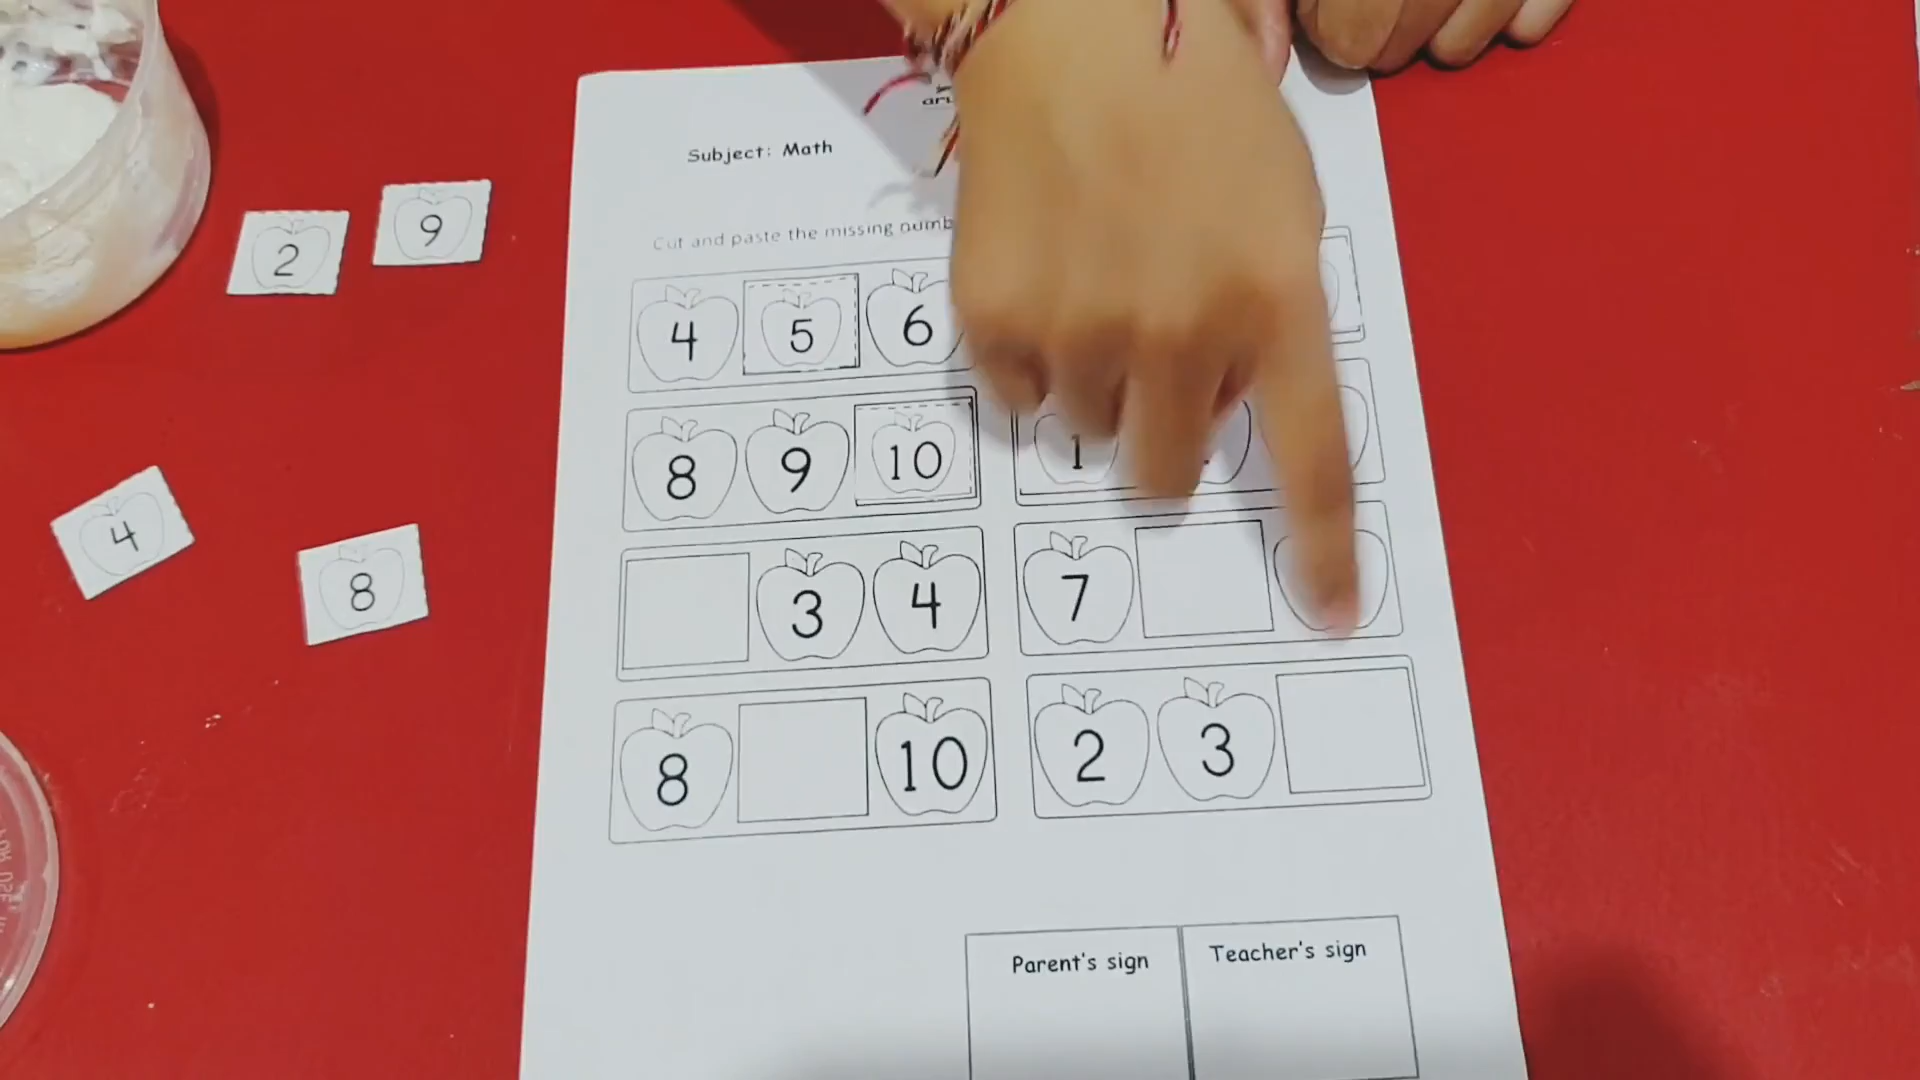 Subject: Math
Cut and paste the missing
2
9
4 5 6
8 9 10
1
4
8
3 4
7
8 10
2 3
Parent's sign
Teacher's sign